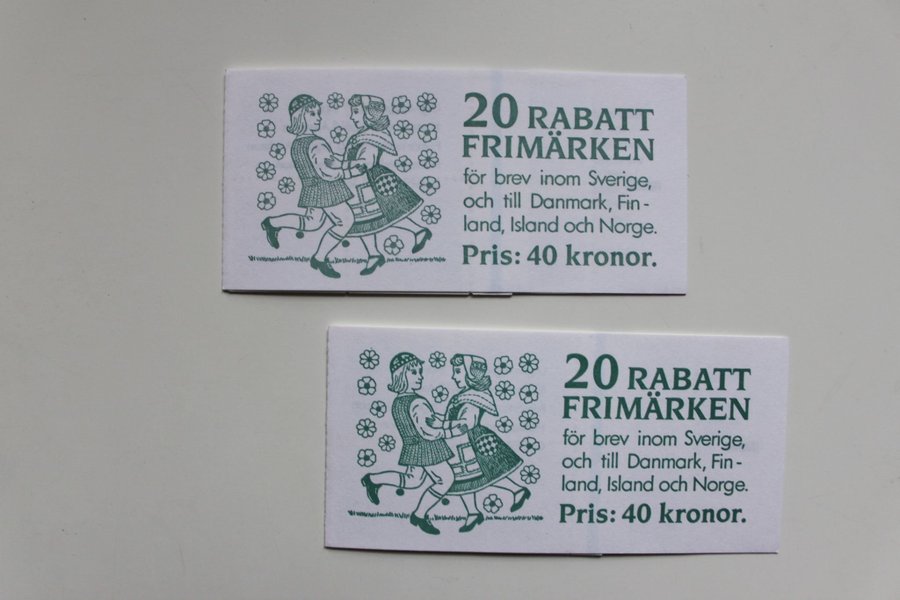 20 RABATT
FRIMÄRKEN
för brev inom Sverige,
och till Danmark, Fin-
land, Island och Norge.
Pris: 40 kronor.
20 RABATT
FRIMÄRKEN
för brev inom Sverige,
och till Danmark, Fin-
land, Island och Norge.
Pris: 40 kronor.